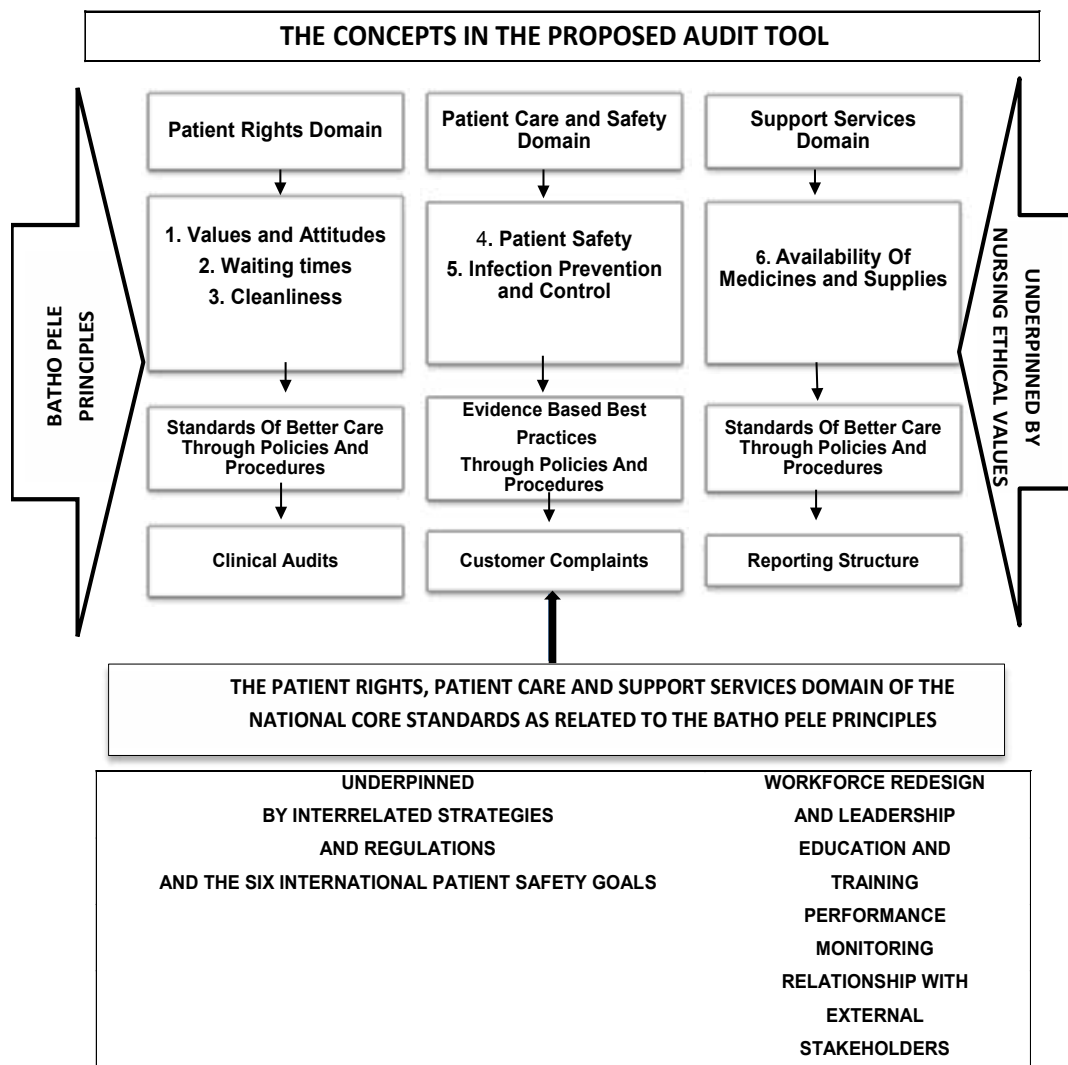 THE CONCEPTS IN THE PROPOSED AUDIT TOOL
BATHO PELE
PRINCIPLES
Patient Rights Domain
Patient Care and Safety
Domain
Support Services
Domain
1. Values and Attitudes
2. Waiting times
3. Cleanliness
4. Patient Safety
5. Infection Prevention
and Control
6. Availability Of
Medicines and Supplies
Standards Of Better Care
Through Policies And
Procedures
Evidence Based Best
Practices
Through Policies And
Procedures
Standards Of Better Care
Through Policies And
Procedures
Clinical Audits
Customer Complaints
Reporting Structure
UNDERPINNED BY
NURSING ETHICAL VALUES
THE PATIENT RIGHTS, PATIENT CARE AND SUPPORT SERVICES DOMAIN OF THE
NATIONAL CORE STANDARDS AS RELATED TO THE BATHO PELE PRINCIPLES
UNDERPINNED
BY INTERRELATED STRATEGIES
AND REGULATIONS
AND THE SIX INTERNATIONAL PATIENT SAFETY GOALS
WORKFORCE REDESIGN
AND LEADERSHIP
EDUCATION AND
TRAINING
PERFORMANCE
MONITORING
RELATIONSHIP WITH
EXTERNAL
STAKEHOLDERS